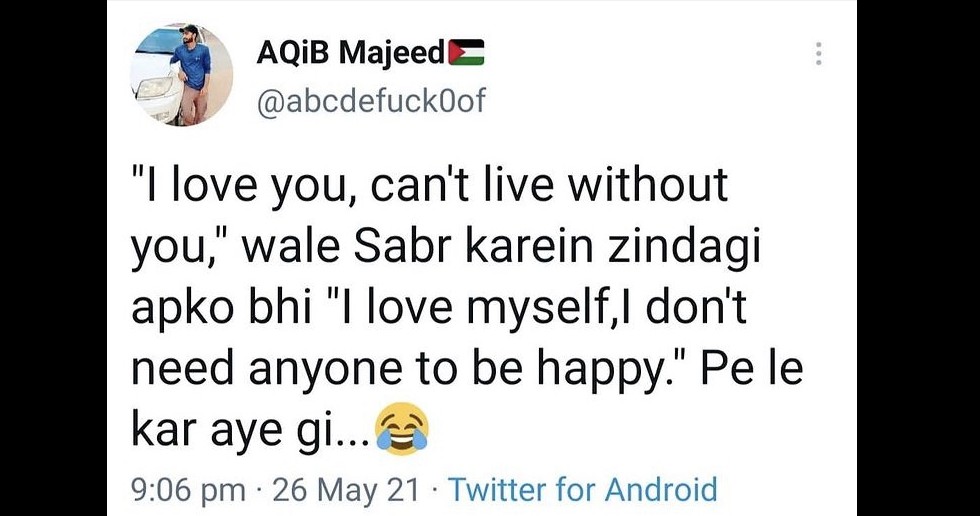 AQiB Majeed🇵🇸
@abcdefuck0of
"I love you, can't live without
you," wale Sabr karein zindagi
apko bhi "I love myself,I don't
need anyone to be happy." Pe le
kar aye gi...😂
9:06 pm · 26 May 21 · Twitter for Android